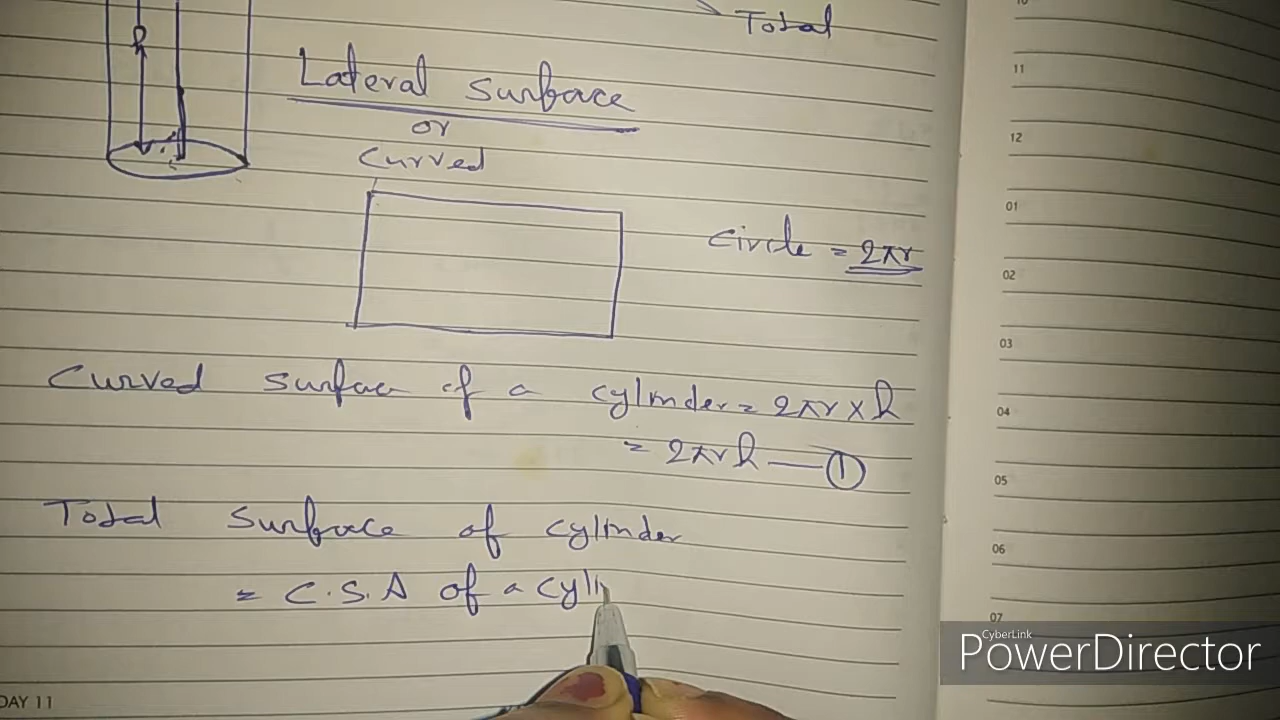 Total
Lateral Surface
or
Curved
Circle = 2πr
Curved surface of a cylinder = 2πr × h
= 2πrh — ①
Total Surface of cylinder
= C.S.A of a cyli
11
12
01
02
03
04
05
06
07
DAY 11
CyberLink
PowerDirector